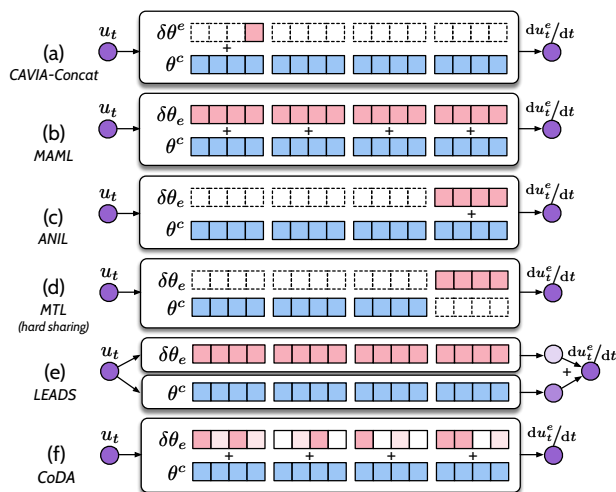 (a)
CAVIA-Concat
u_t
δθ^e
+
θ^c
du_t^e/dt
(b)
MAML
u_t
δθ_e
+ + + +
θ^c
du_t^e/dt
(c)
ANIL
u_t
δθ_e
+
θ^c
du_t^e/dt
(d)
MTL
(hard sharing)
u_t
δθ_e
θ^c
du_t^e/dt
(e)
LEADS
u_t
δθ_e
θ^c
+
du_t^e/dt
(f)
CoDA
u_t
δθ_e
+ + + +
θ^c
du_t^e/dt